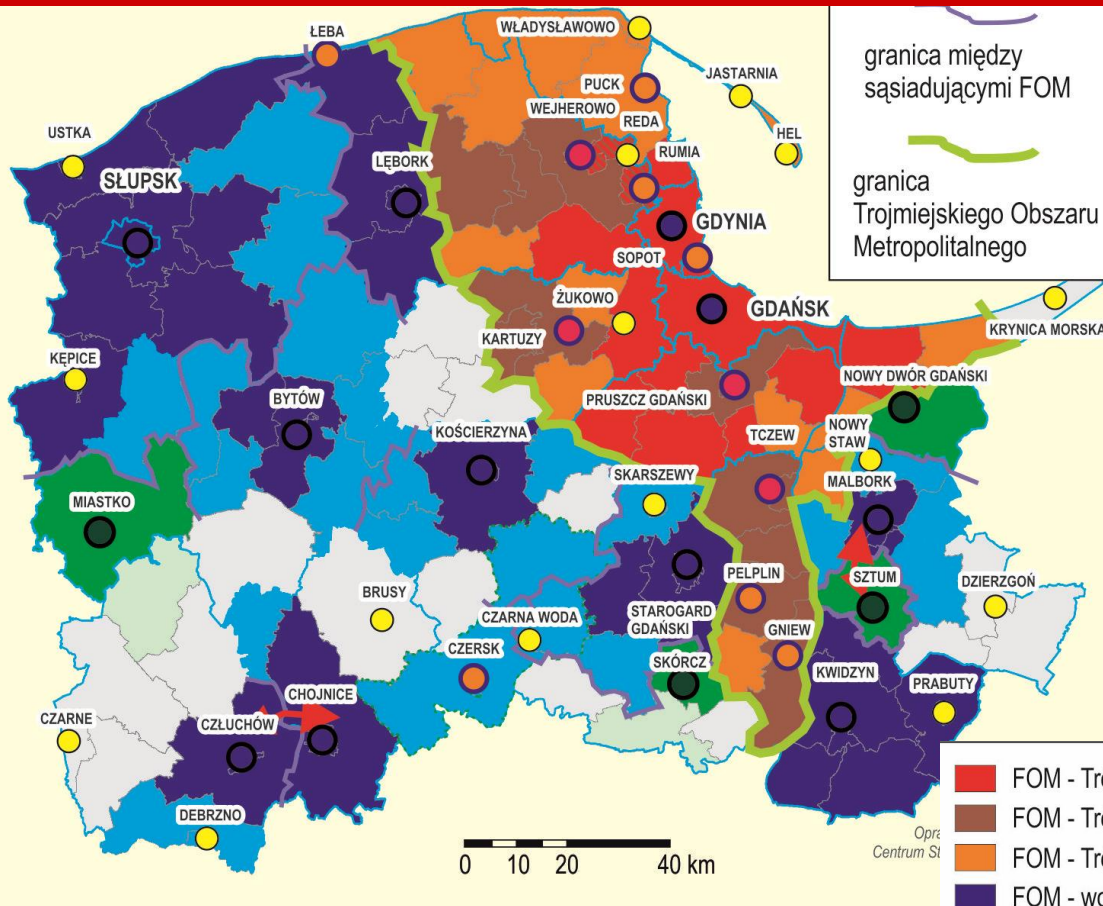 ŁEBA
WŁADYSŁAWOWO
JASTARNIA
PUCK
WEJHEROWO
REDA
HEL
USTKA
RUMIA
LĘBORK
SŁUPSK
GDYNIA
SOPOT
ŻUKOWO
GDAŃSK
KRYNICA MORSKA
KARTUZY
KĘPICE
NOWY DWÓR GDAŃSKI
BYTÓW
PRUSZCZ GDAŃSKI
KOŚCIERZYNA
TCZEW
NOWY
STAW
SKARSZEWY
MALBORK
MIASTKO
PELPLIN
SZTUM
DZIERZGOŃ
BRUSY
CZARNA WODA
STAROGARD
GDAŃSKI
GNIEW
CZERSK
SKÓRCZ
KWIDZYN
PRABUTY
CHOJNICE
CZARNE
CZŁUCHÓW
DEBRZNO
0 10 20 40 km
granica między
sąsiadującymi FOM
granica
Trojmiejskiego Obszaru
Metropolitalnego
Centrum
FOM -
FOM -
FOM -
FOM -